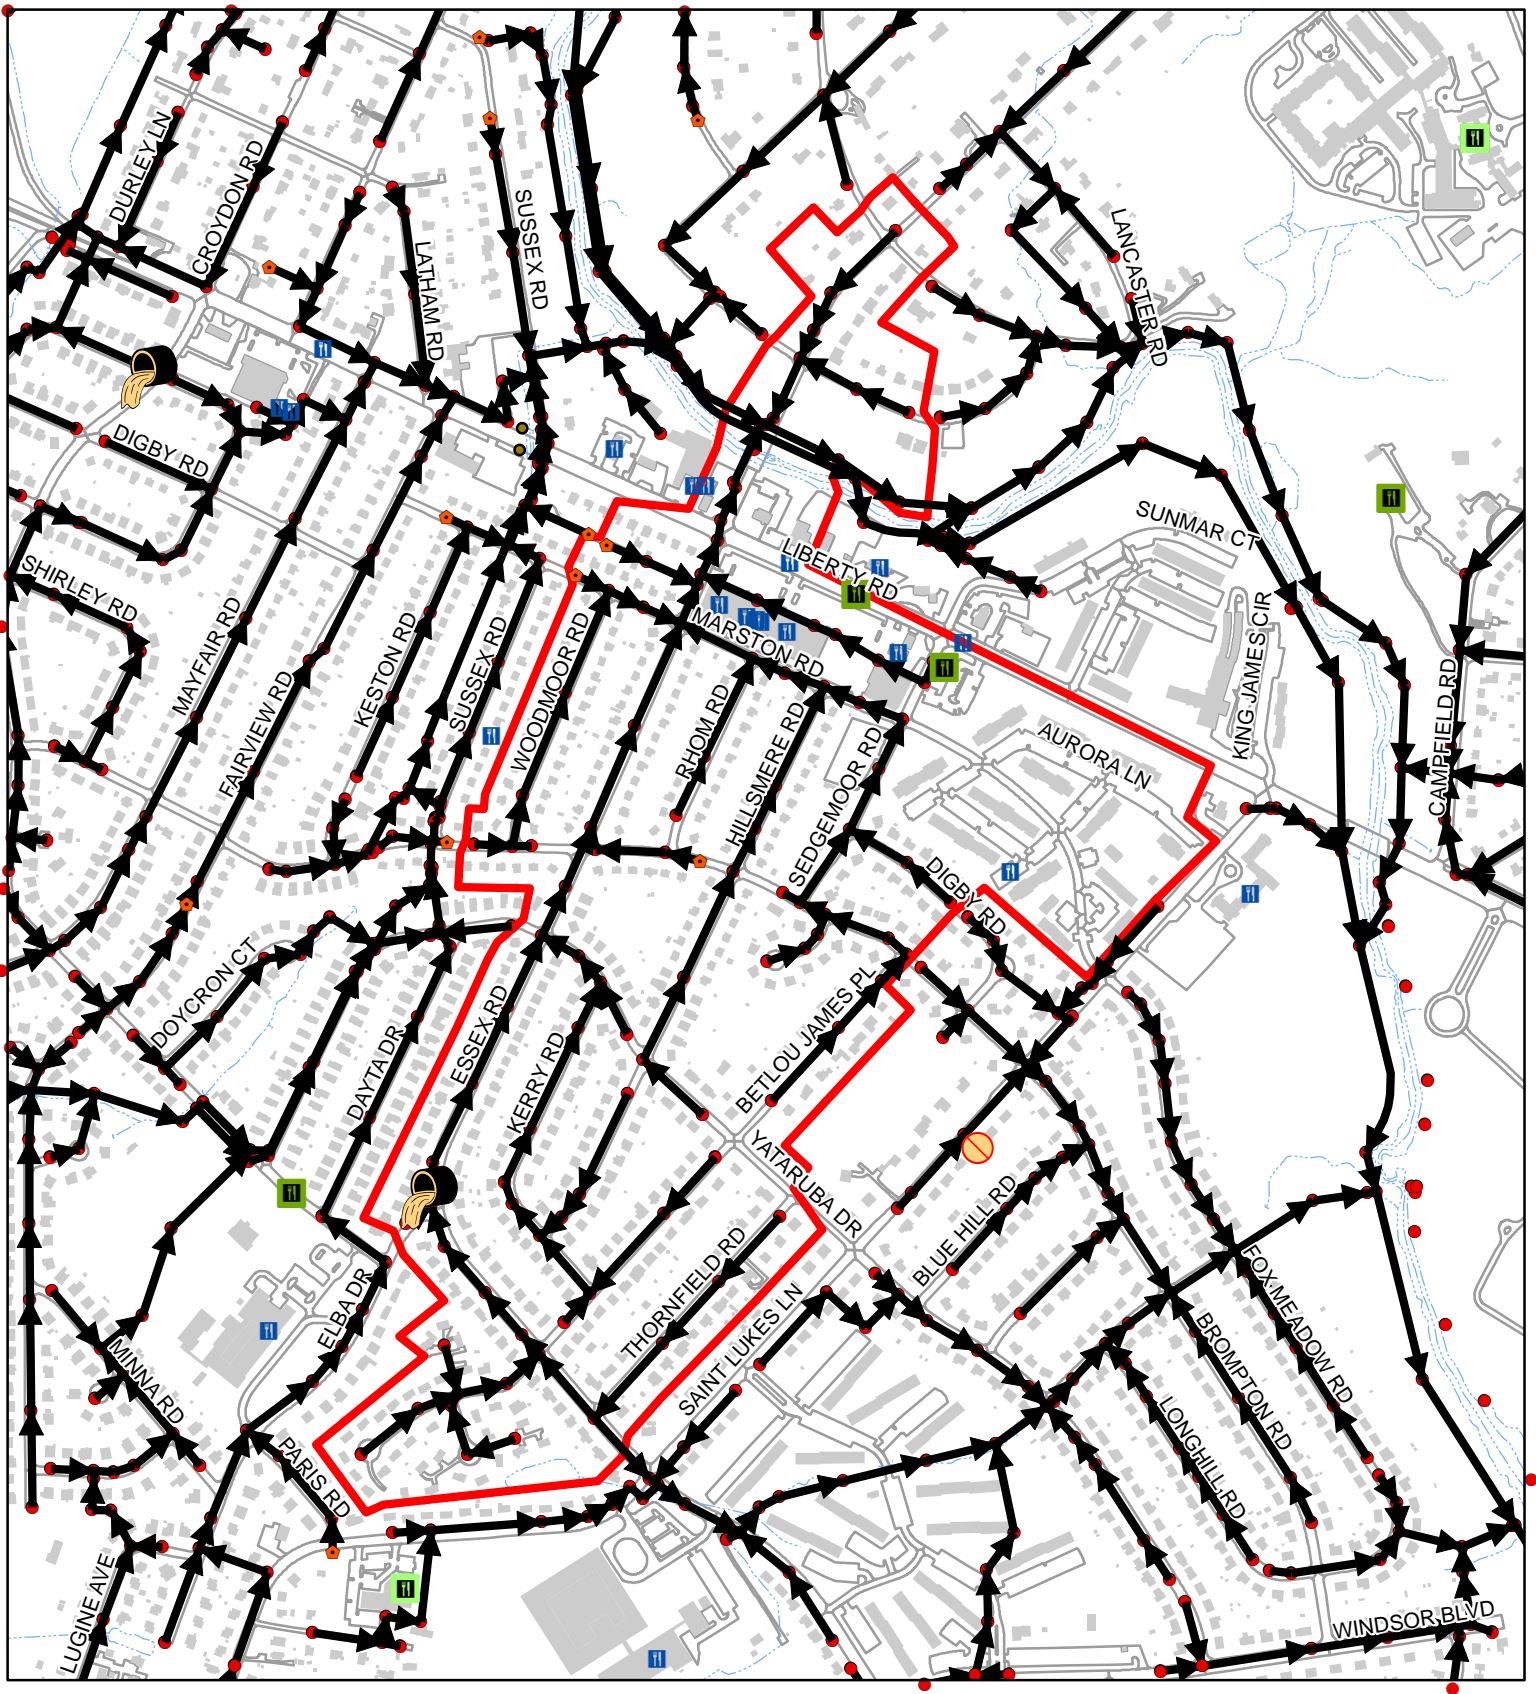 DURLEY LN
CROYDON RD
LATHAM RD
SUSSEX RD
LANCASTER RD
DIGBY RD
SHIRLEY RD
MAYFAIR RD
FAIRVIEW RD
KESTON RD
SUSSEX RD
WOODMOOR RD
LIBERTY RD
MARSTON RD
SUNMAR CT
KING JAMES CIR
RHOM RD
HILLSMERE RD
SEDGEMOOR RD
AURORA LN
CAMPFIELD RD
DIGBY RD
DOYCRON CT
DAYTA DR
ESSEX RD
KERRY RD
BETLOU JAMES PL
YATARUBA DR
BLUE HILL RD
FOX MEADOW RD
THORNFIELD RD
SAINT LUKES LN
ELBA DR
MINNA RD
PARIS RD
BROMPTON RD
LONGHILL RD
LUGINE AVE
WINDSOR BLVD